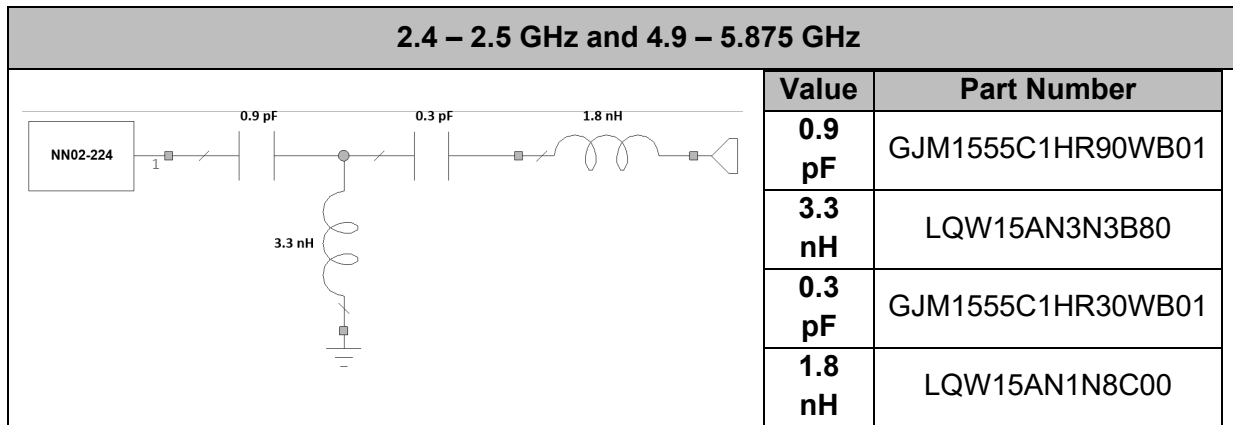 2.4 – 2.5 GHz and 4.9 – 5.875 GHz
0.9 pF
0.3 pF
1.8 nH
NN02-224
1
3.3 nH
Value Part Number
0.9
pF
GJM1555C1HR90WB01
3.3
nH
LQW15AN3N3B80
0.3
pF
GJM1555C1HR30WB01
1.8
nH
LQW15AN1N8C00